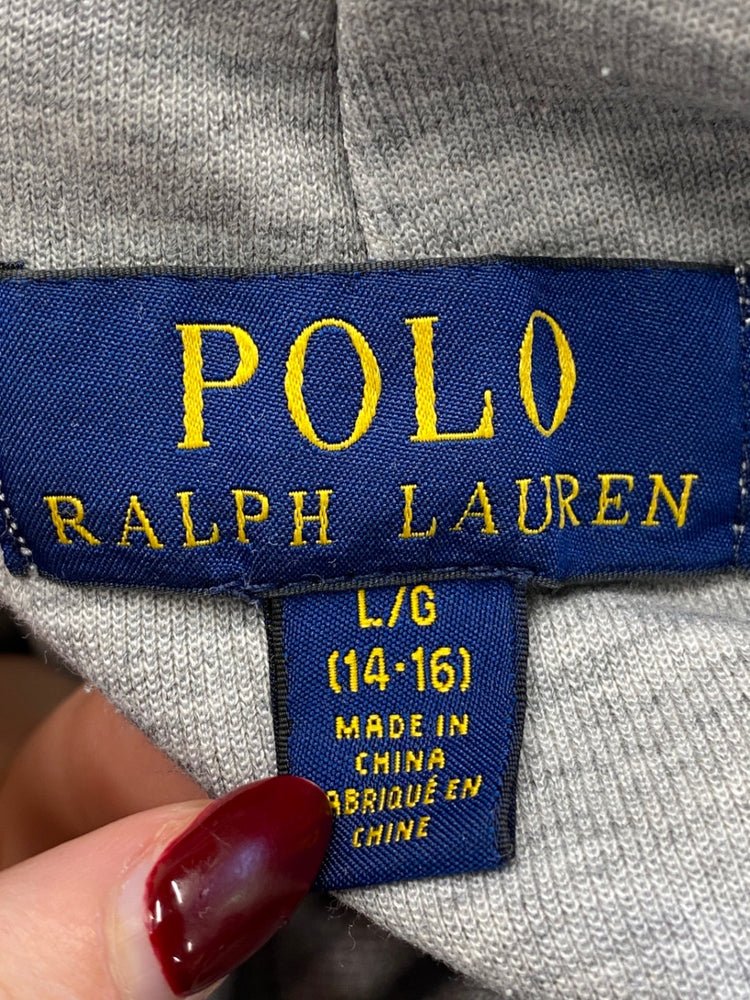 POLO
RALPH LAUREN
L/G
(14-16)
MADE IN
CHINA
ABRIQUÉ EN
CHINE